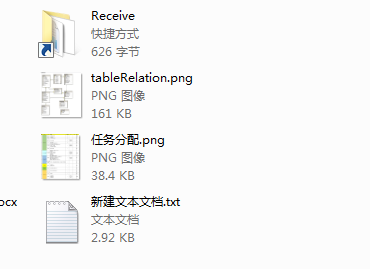 Receive
快捷方式
626 字节
tableRelation.png
PNG 图像
161 KB
任务分配.png
PNG 图像
38.4 KB
ocx
新建文本文档.txt
文本文档
2.92 KB